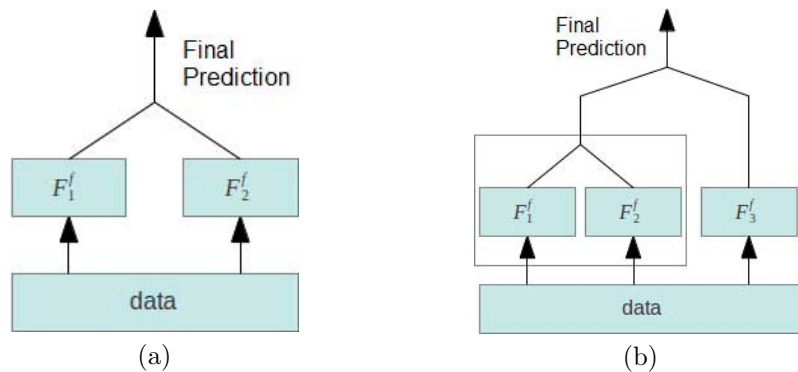 Final
Prediction
F_1^f F_2^f
data
(a)
Final
Prediction
F_1^f F_2^f F_3^f
data
(b)